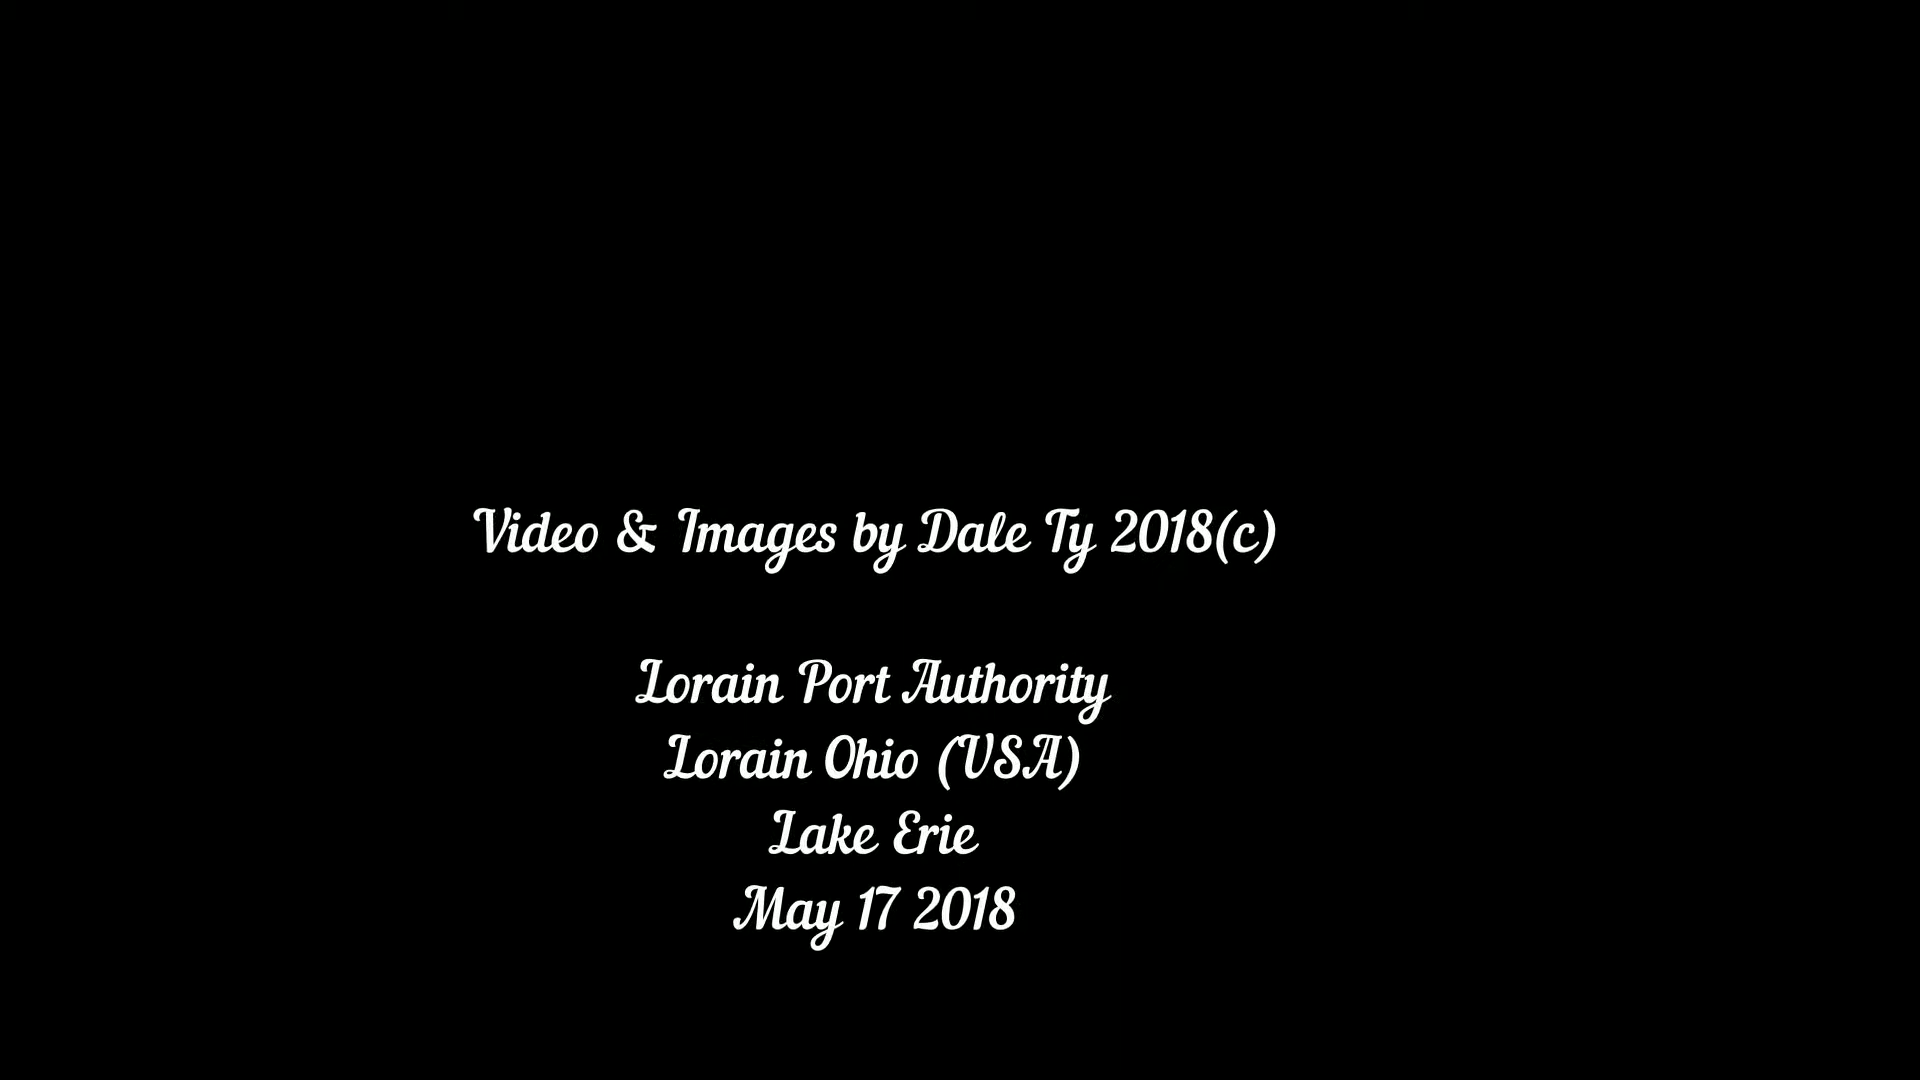 Video & Images by Dale Ty 2018(c)
Lorain Port Authority
Lorain Ohio (USA)
Lake Erie
May 17 2018